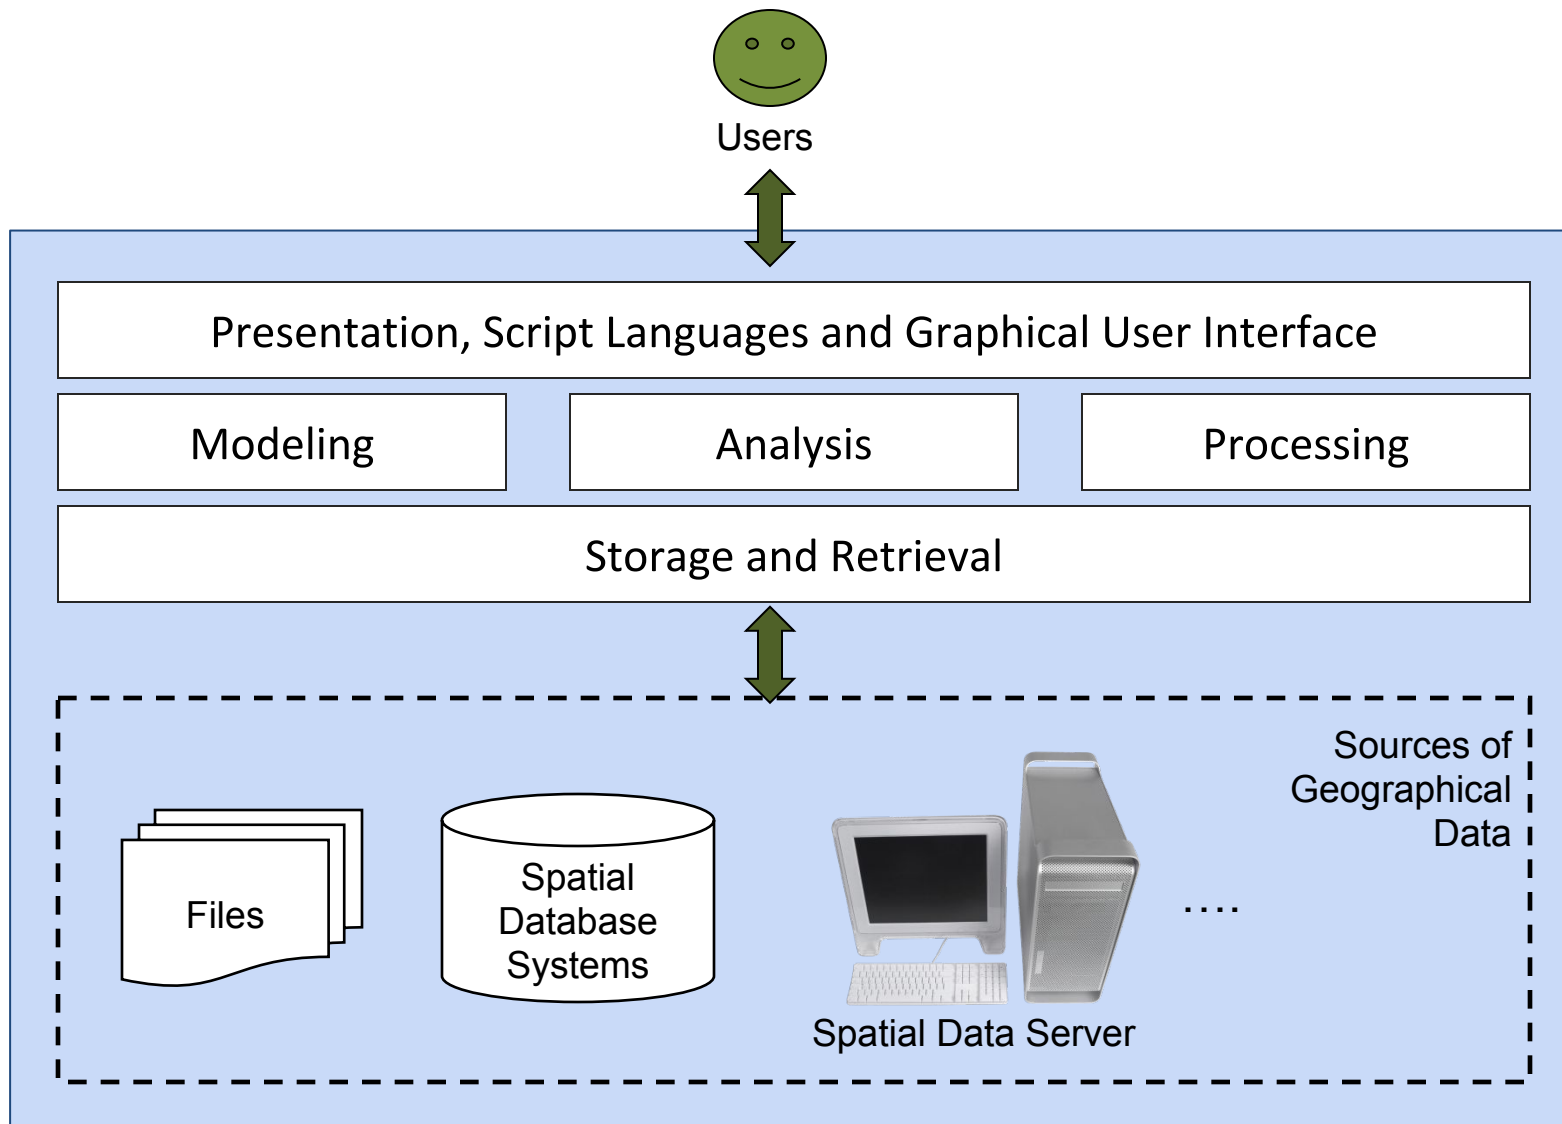 Users
Presentation, Script Languages and Graphical User Interface
Modeling
Analysis
Processing
Storage and Retrieval
Sources of
Geographical
Data
Files
Spatial
Database
Systems
....
Spatial Data Server